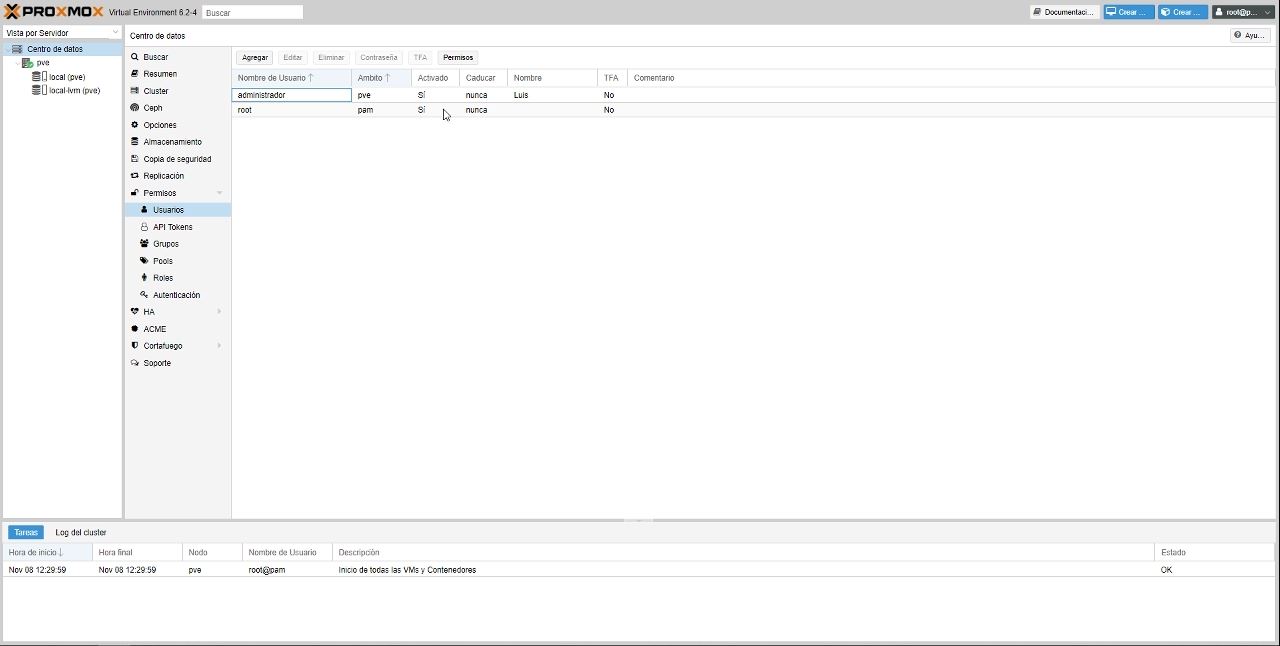 PROXMOX Virtual Environment 6.2-4 Buscar Documentaci... Crear ... Crear ... root@p...
Vista por Servidor
Centro de datos
pve
local (pve)
local-lvm (pve)
Centro de datos Ayu...
Buscar
Resumen
Cluster
Ceph
Opciones
Almacenamiento
Copia de seguridad
Replicación
Permisos
Usuarios
API Tokens
Grupos
Pools
Roles
Autenticación
HA
ACME
Cortafuego
Soporte
Agregar Editar Eliminar Contraseña TFA Permisos
Nombre de Usuario Ambito Activado Caducar Nombre TFA Comentario
administrador pve Sí nunca Luis No
root pam Sí nunca No
Tareas Log del cluster
Hora de inicio Hora final Nodo Nombre de Usuario Descripción Estado
Nov 08 12:29:59 Nov 08 12:29:59 pve root@pam Inicio de todas las VMs y Contenedores OK